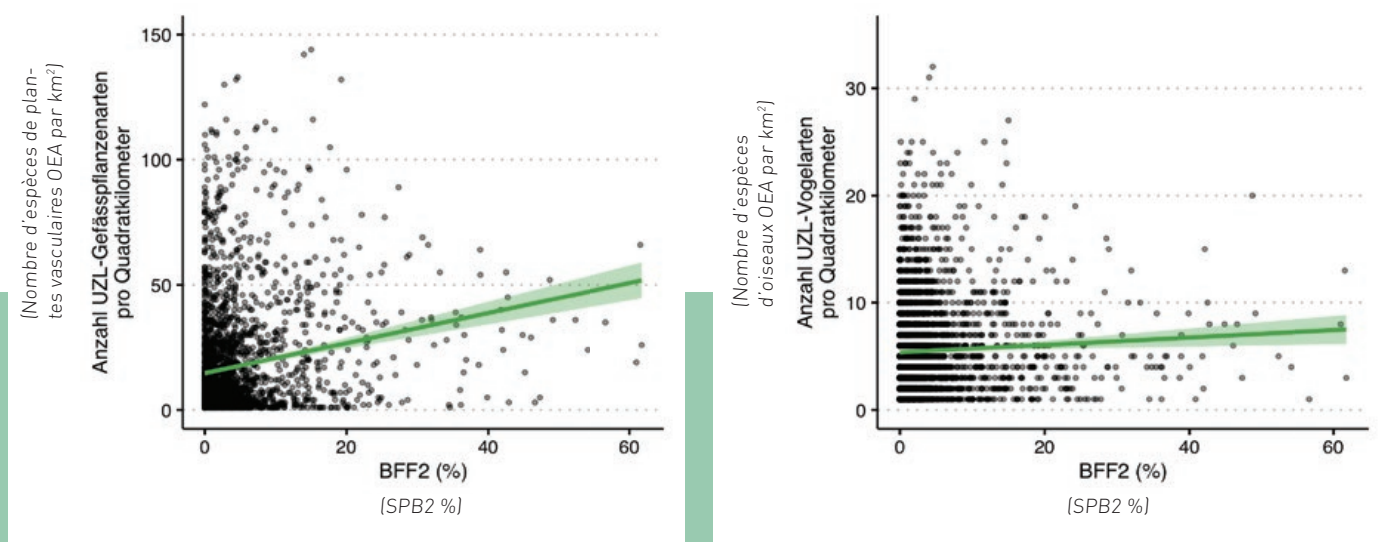 (Nombre d'espèces de plan-
tes vasculaires OEA par km²)
Anzahl UZL-Gefässpflanzenarten
pro Quadratkilometer
150
100
50
0
0 20 40 60
BFF2 (%)
(SPB2 %)
(Nombre d'espèces
d'oiseaux OEA par km²)
Anzahl UZL-Vogelarten
pro Quadratkilometer
30
20
10
0
0 20 40 60
BFF2 (%)
(SPB2 %)